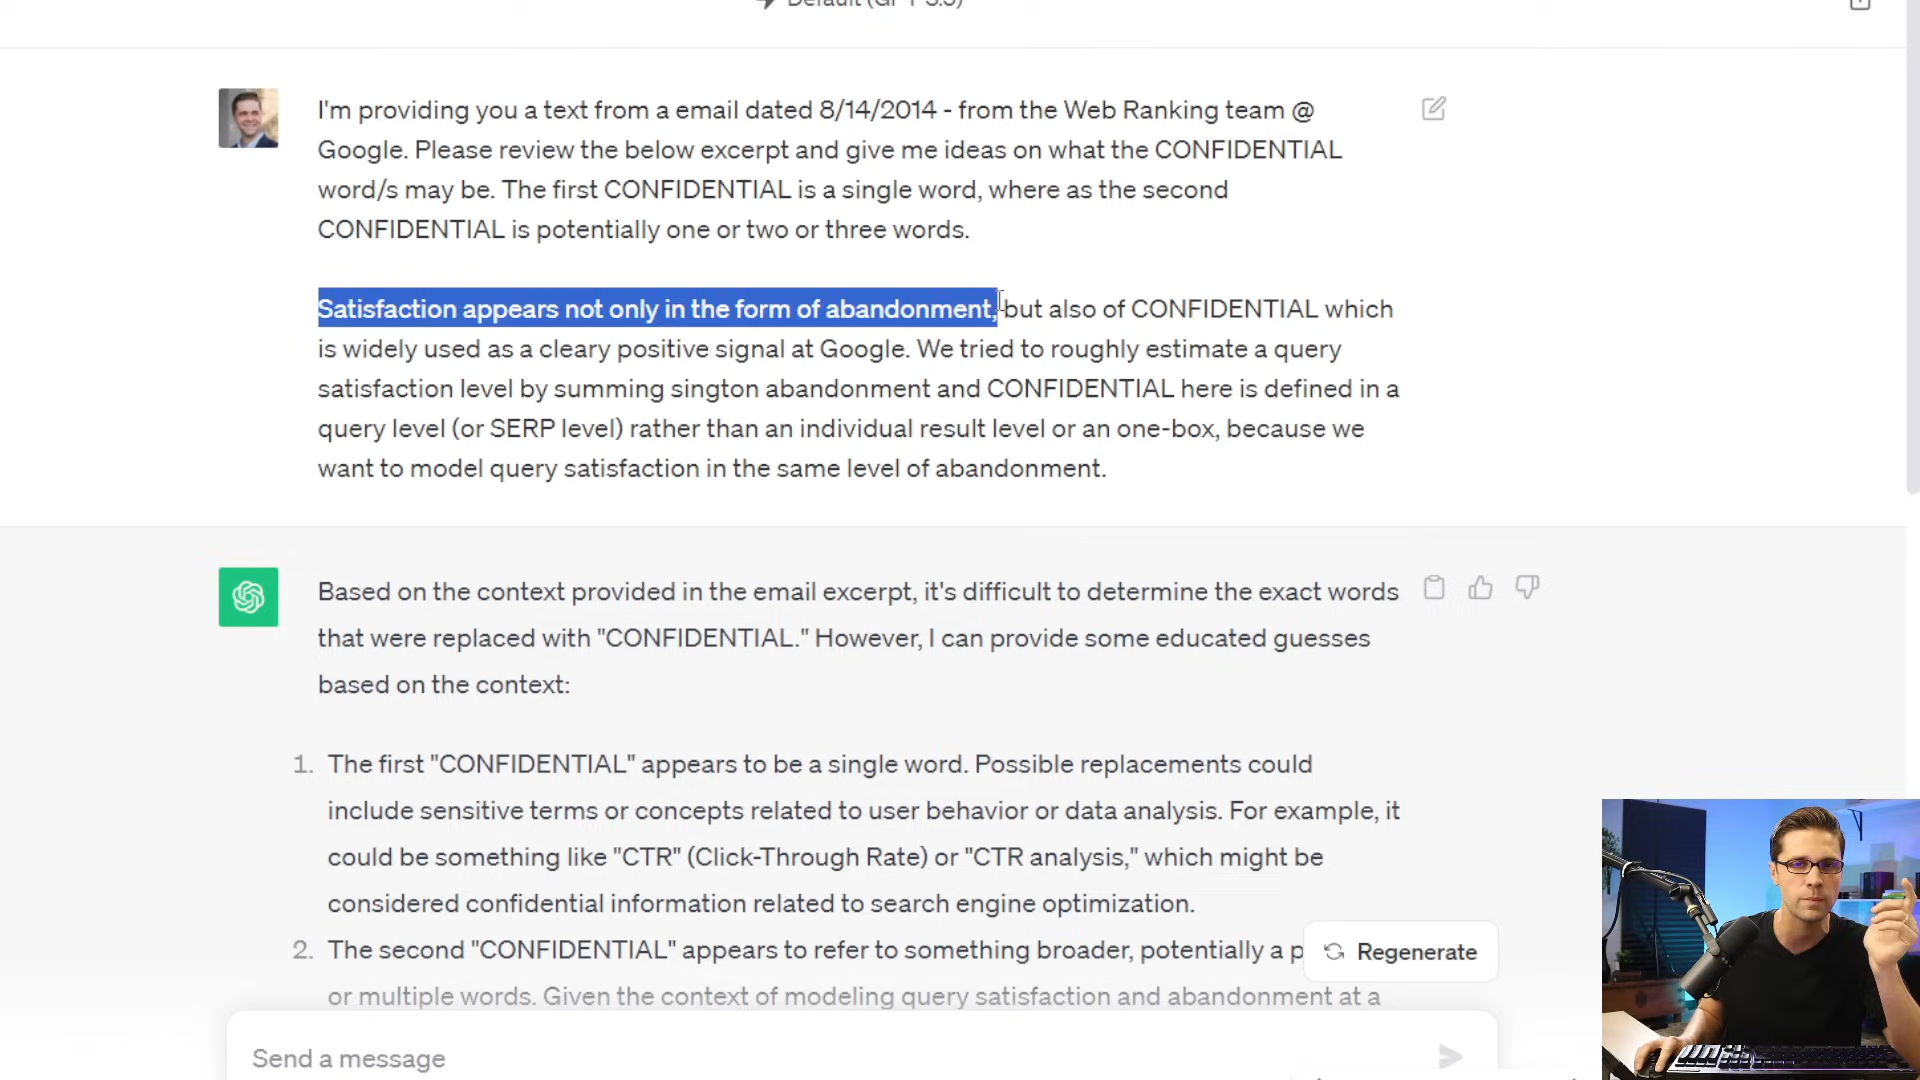 Default (GPT-3.5)
I'm providing you a text from a email dated 8/14/2014 - from the Web Ranking team @
Google. Please review the below excerpt and give me ideas on what the CONFIDENTIAL
word/s may be. The first CONFIDENTIAL is a single word, where as the second
CONFIDENTIAL is potentially one or two or three words.
Satisfaction appears not only in the form of abandonment, but also of CONFIDENTIAL which
is widely used as a cleary positive signal at Google. We tried to roughly estimate a query
satisfaction level by summing sington abandonment and CONFIDENTIAL here is defined in a
query level (or SERP level) rather than an individual result level or an one-box, because we
want to model query satisfaction in the same level of abandonment.
Based on the context provided in the email excerpt, it's difficult to determine the exact words
that were replaced with "CONFIDENTIAL." However, I can provide some educated guesses
based on the context:
1. The first "CONFIDENTIAL" appears to be a single word. Possible replacements could
include sensitive terms or concepts related to user behavior or data analysis. For example, it
could be something like "CTR" (Click-Through Rate) or "CTR analysis," which might be
considered confidential information related to search engine optimization.
2. The second "CONFIDENTIAL" appears to refer to something broader, potentially a p
or multiple words. Given the context of modeling query satisfaction and abandonment at a
Regenerate
Send a message